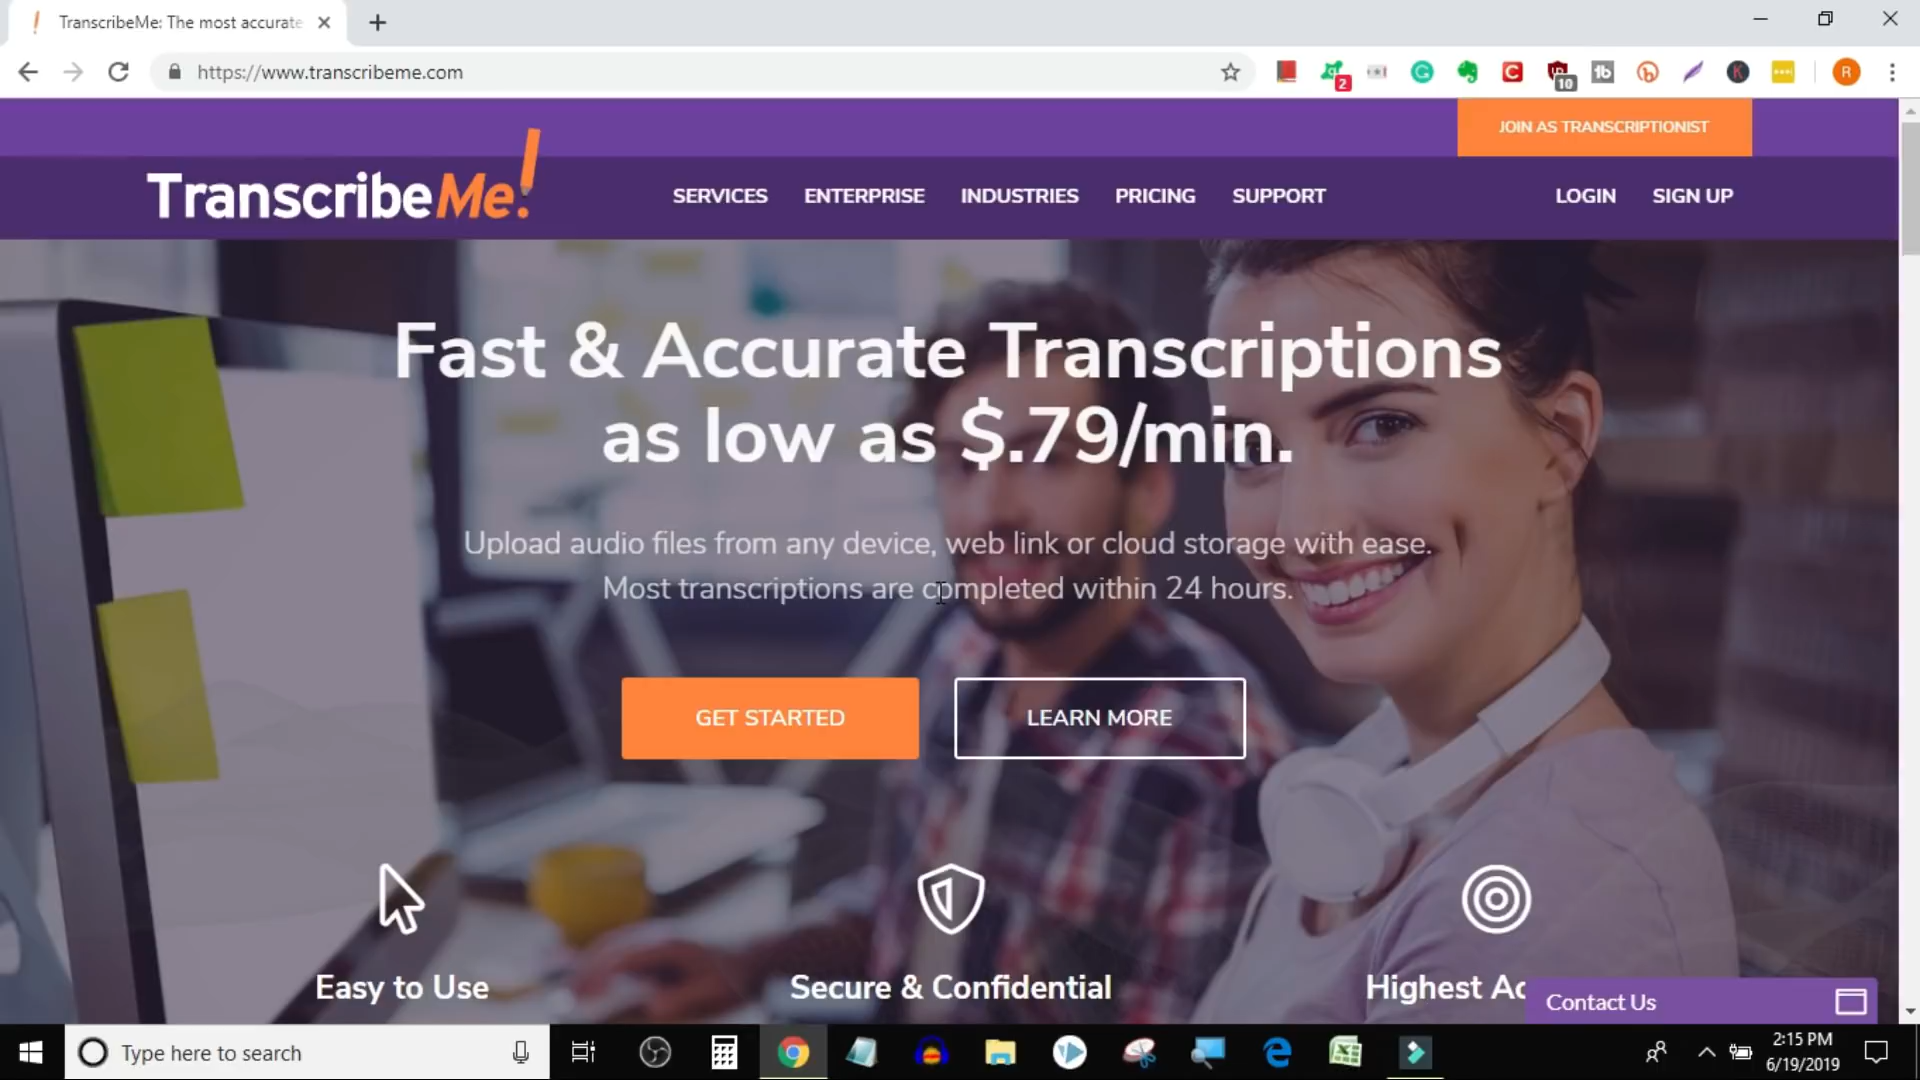 TranscribeMe: The most accurate
https://www.transcribeme.com
2
10
R
JOIN AS TRANSCRIPTIONIST
TranscribeMe!
SERVICES ENTERPRISE INDUSTRIES PRICING SUPPORT LOGIN SIGN UP
Fast & Accurate Transcriptions
as low as $.79/min.
Upload audio files from any device, web link or cloud storage with ease.
Most transcriptions are completed within 24 hours.
GET STARTED LEARN MORE
Easy to Use Secure & Confidential Highest Ac
Contact Us
Type here to search
2:15 PM
6/19/2019